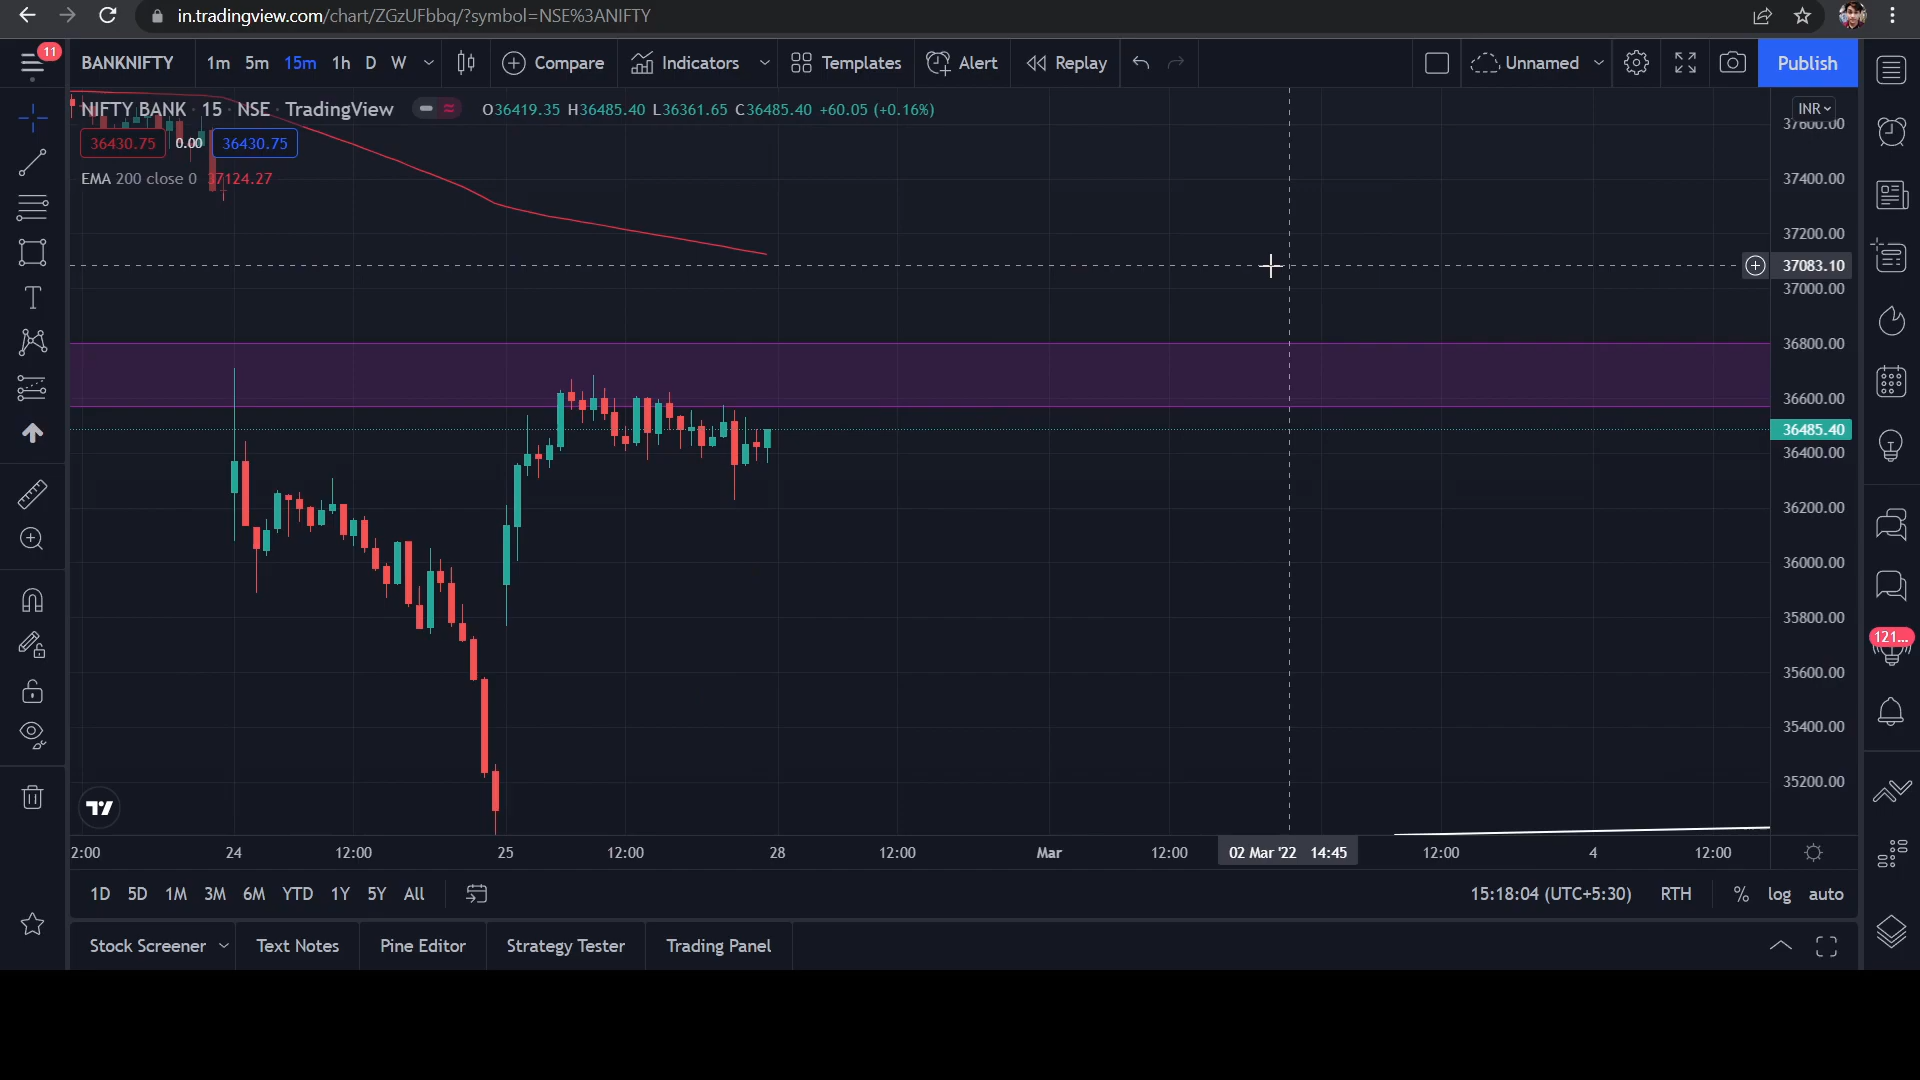 in.tradingview.com/chart/ZGzUFbbq/?symbol=NSE%3ANIFTY
11
BANKNIFTY 1m 5m 15m 1h D W Compare Indicators Templates Alert Replay Unnamed Publish
NIFTY BANK · 15 · NSE · TradingView O36419.35 H36485.40 L36361.65 C36485.40 +60.05 (+0.16%)
INR
37600.00
36430.75 0.00 36430.75
EMA 200 close 0 37124.27
37400.00
37200.00
37083.10
37000.00
36800.00
36600.00
36485.40
36400.00
36200.00
36000.00
35800.00
121...
35600.00
35400.00
35200.00
2:00 24 12:00 25 12:00 28 12:00 Mar 12:00 02 Mar '22 14:45 12:00 4 12:00
1D 5D 1M 3M 6M YTD 1Y 5Y All 15:18:04 (UTC+5:30) RTH % log auto
Stock Screener Text Notes Pine Editor Strategy Tester Trading Panel